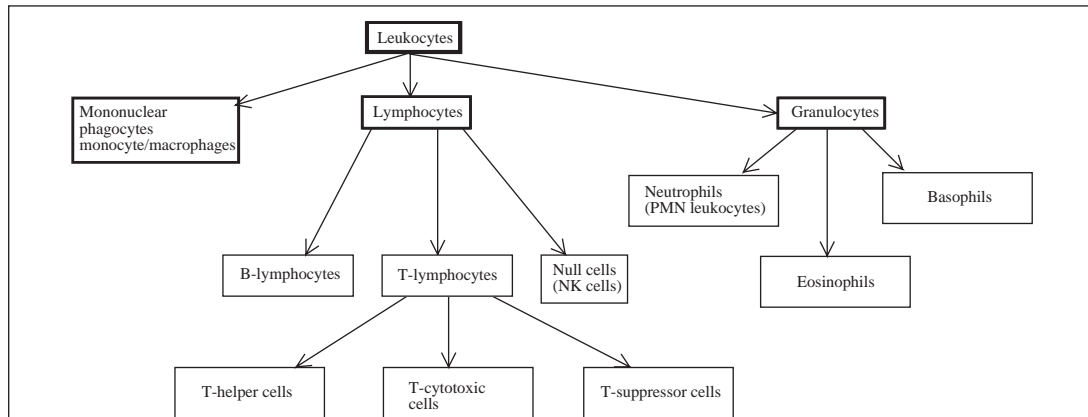 Leukocytes
Mononuclear
phagocytes
monocyte/macrophages
Lymphocytes
Granulocytes
Neutrophils
(PMN leukocytes)
Basophils
B-lymphocytes
T-lymphocytes
Null cells
(NK cells)
Eosinophils
T-helper cells
T-cytotoxic
cells
T-suppressor cells